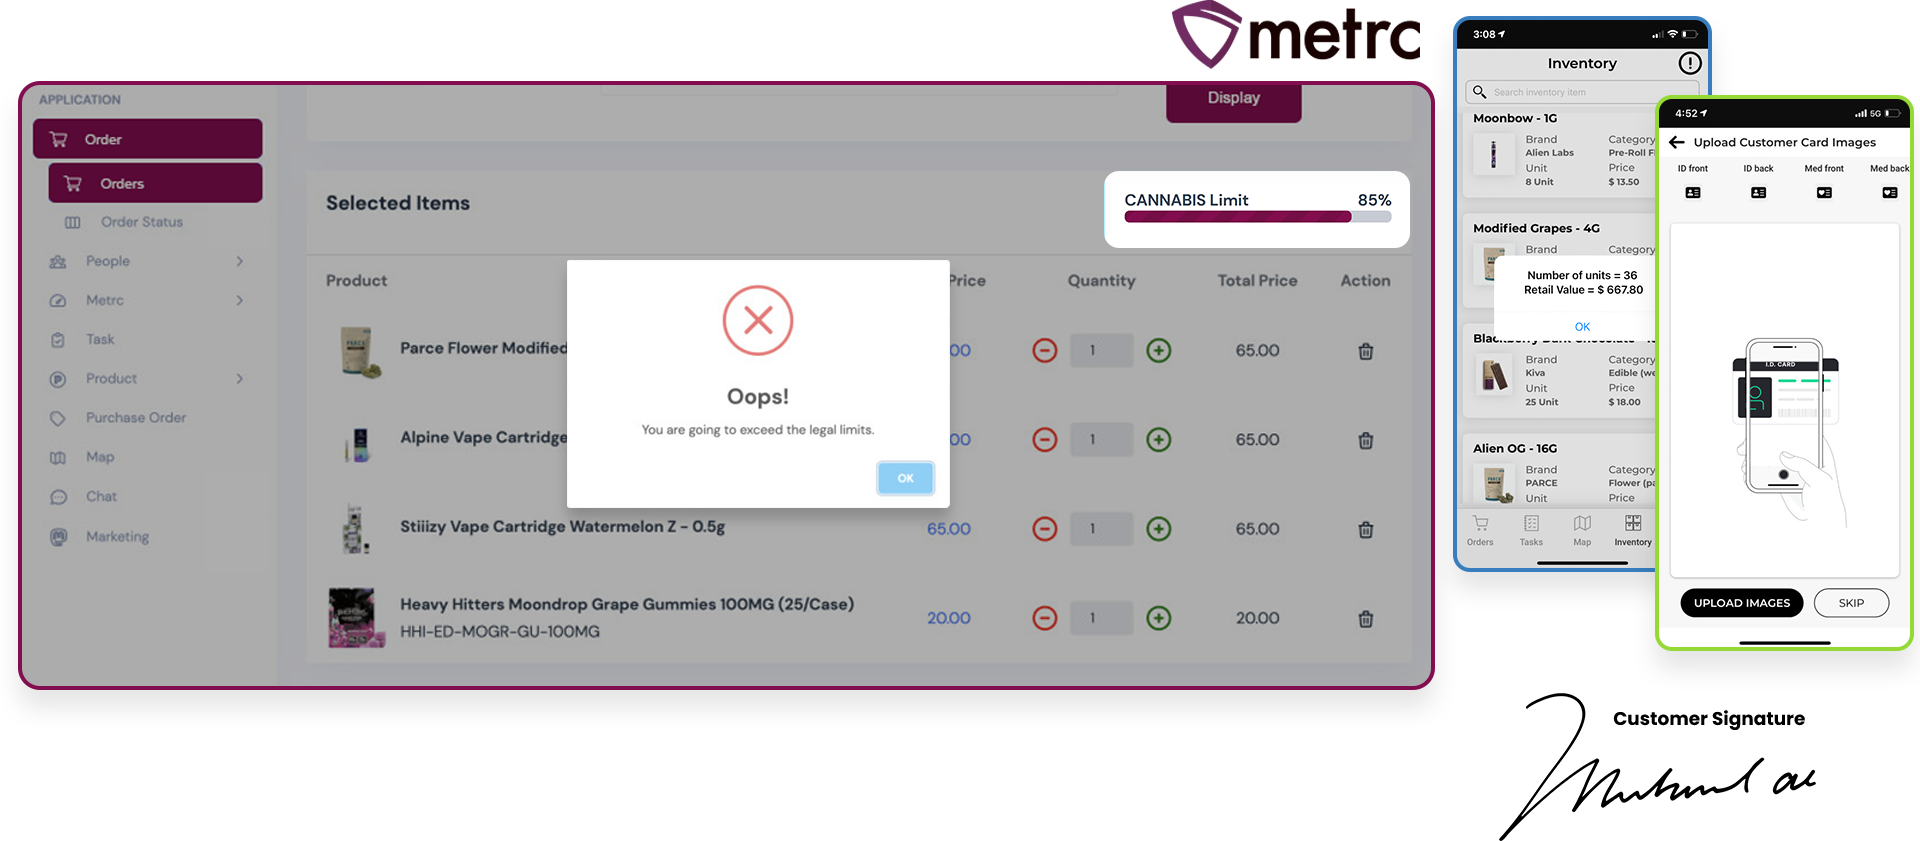 metrc
APPLICATION
Order
Orders
Order Status
People
Metrc
Task
Product
Purchase Order
Map
Chat
Marketing
Display
Selected Items
CANNABIS Limit 85%
Product Price Quantity Total Price Action
Parce Flower Modified 1 65.00
Alpine Vape Cartridge 1 65.00
Stiiizy Vape Cartridge Watermelon Z - 0.5g 65.00 1 65.00
Heavy Hitters Moondrop Grape Gummies 100MG (25/Case) 20.00 1 20.00
HHI-ED-MOGR-GU-100MG
Oops!
You are going to exceed the legal limits.
OK
3:08
Inventory
Search inventory item
Moonbow - 1G
Brand Category
Alien Labs Pre-Roll
Unit Price
8 Unit $ 13.50
Modified Grapes - 4G
Brand Category
Number of units = 36
Retail Value = $ 667.80
OK
Brand Category
Kiva Edible
Unit Price
25 Unit $ 18.00
Alien OG - 16G
Brand Category
PARCE Flower
Unit Price
Orders Tasks Map Inventory
4:52 5G
Upload Customer Card Images
ID front ID back Med front Med back
I.D. CARD
UPLOAD IMAGES SKIP
Customer Signature